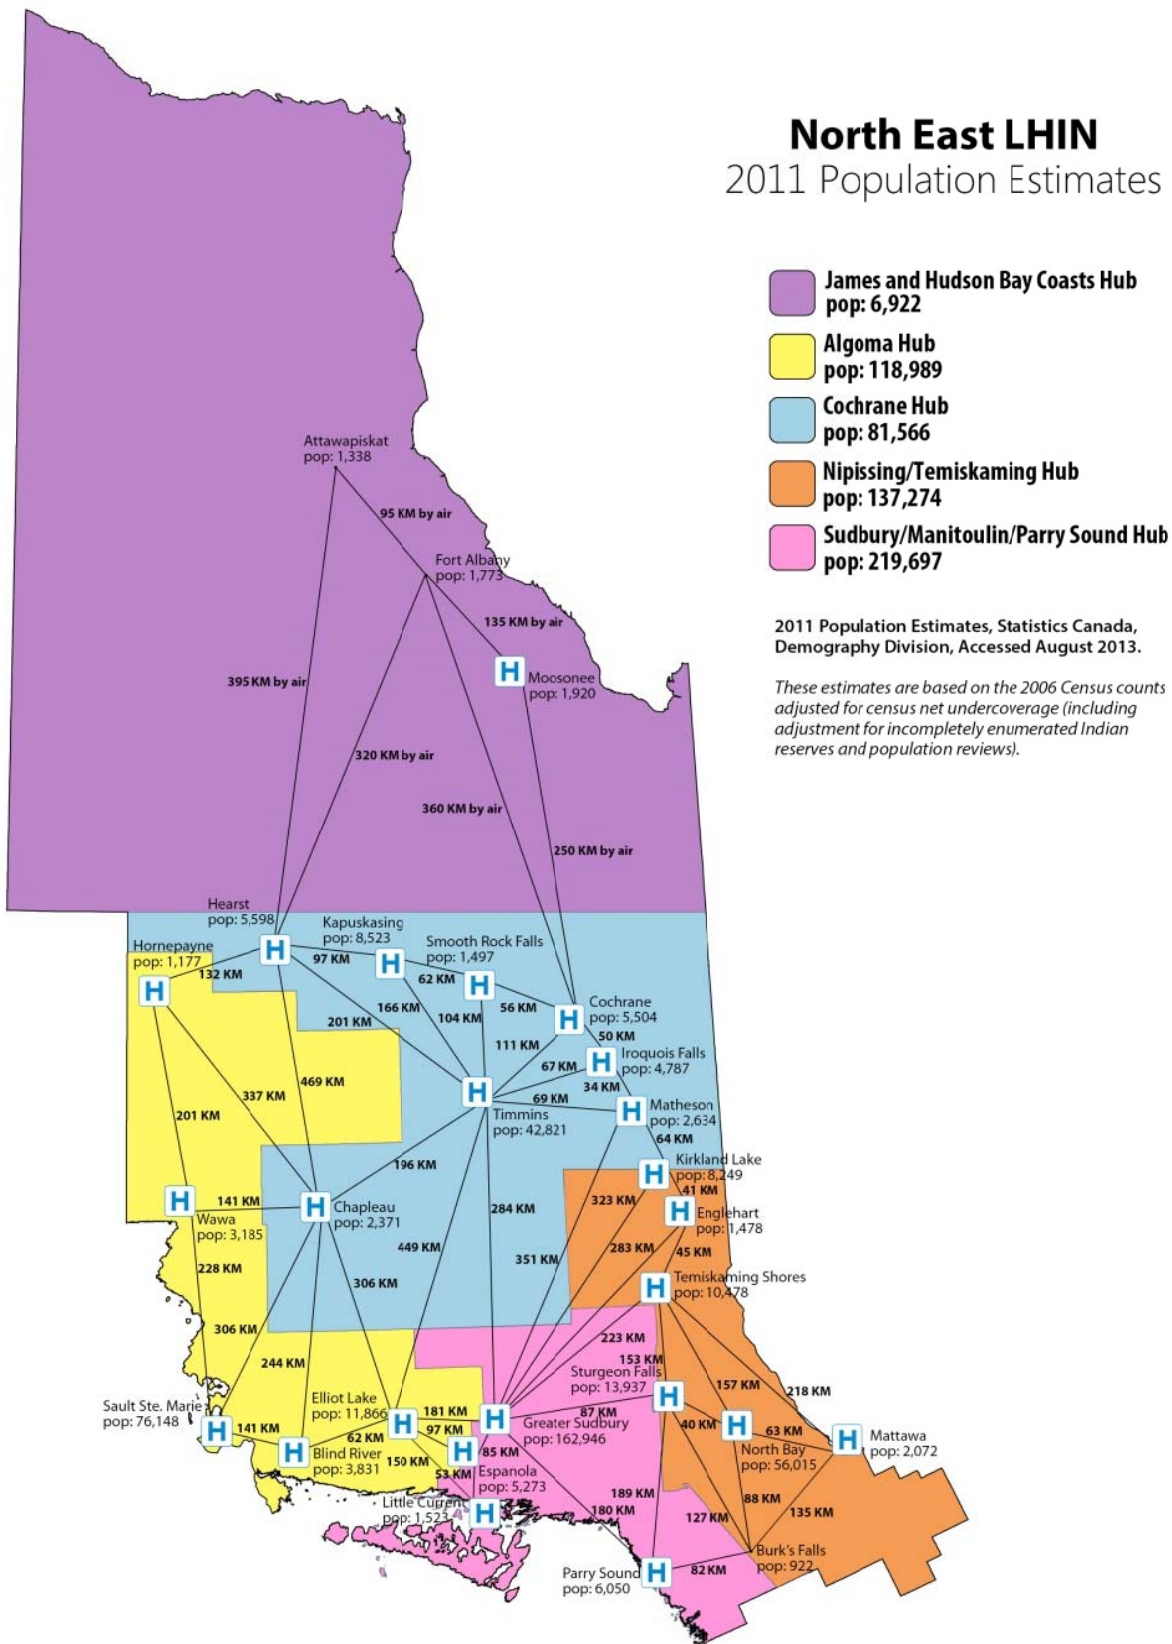 North East LHIN
2011 Population Estimates
James and Hudson Bay Coasts Hub
pop: 6,922
Algoma Hub
pop: 118,989
Cochrane Hub
pop: 81,566
Nipissing/Temiskaming Hub
pop: 137,274
Sudbury/Manitoulin/Parry Sound Hub
pop: 219,697
2011 Population Estimates, Statistics Canada,
Demography Division, Accessed August 2013.
These estimates are based on the 2006 Census counts
adjusted for census net undercoverage (including
adjustment for incompletely enumerated Indian
reserves and population reviews).
Attawapiskat
pop: 1,338
95 KM by air
Fort Albany
pop: 1,773
135 KM by air
H
Moosonee
pop: 1,920
395 KM by air
320 KM by air
360 KM by air
250 KM by air
Hearst
pop: 5,598
H
Kapuskasing
pop: 8,523
H
Smooth Rock Falls
pop: 1,497
H
Hornepayne
pop: 1,177
H
132 KM
97 KM
62 KM
56 KM
Cochrane
pop: 5,504
H
166 KM
104 KM
201 KM
111 KM
50 KM
Iroquois Falls
pop: 4,787
H
67 KM
34 KM
69 KM
Timmins
pop: 42,821
H
Matheson
pop: 2,634
H
64 KM
469 KM
337 KM
201 KM
196 KM
Kirkland Lake
pop: 8,249
H
41 KM
Englehart
pop: 1,478
H
45 KM
323 KM
283 KM
284 KM
351 KM
449 KM
141 KM
Wawa
pop: 3,185
H
Chapleau
pop: 2,371
H
228 KM
306 KM
306 KM
244 KM
Temiskaming Shores
pop: 10,478
H
223 KM
153 KM
157 KM
218 KM
Sturgeon Falls
pop: 13,937
H
87 KM
40 KM
63 KM
Sault Ste. Marie
pop: 76,148
H
141 KM
Elliot Lake
pop: 11,866
H
181 KM
97 KM
62 KM
Blind River
pop: 3,831
H
150 KM
85 KM
53 KM
Greater Sudbury
pop: 162,946
H
Espanola
pop: 5,273
H
Little Current
pop: 1,523
H
North Bay
pop: 56,015
H
Mattawa
pop: 2,072
H
189 KM
180 KM
127 KM
88 KM
135 KM
Burk's Falls
pop: 922
82 KM
Parry Sound
pop: 6,050
H